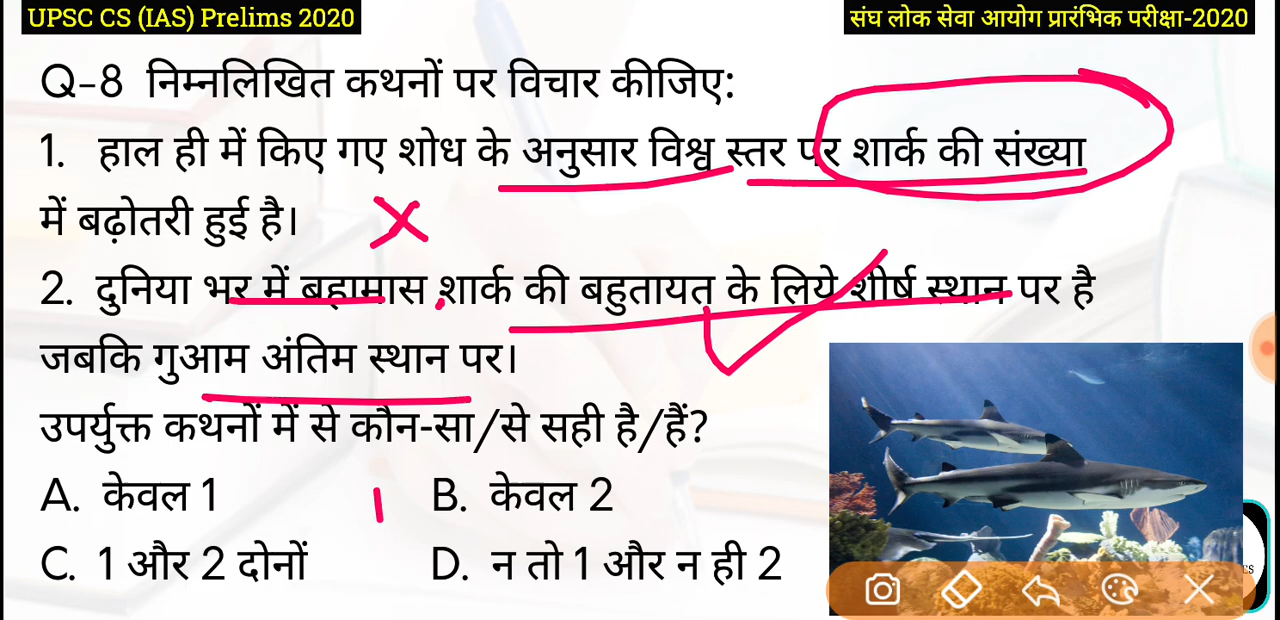 UPSC CS (IAS) Prelims 2020
संघ लोक सेवा आयोग प्रारंभिक परीक्षा-2020
Q-8 निम्नलिखित कथनों पर विचार कीजिए:
1. हाल ही में किए गए शोध के अनुसार विश्व स्तर पर शार्क की संख्या
में बढ़ोतरी हुई है।
2. दुनिया भर में बहामास शार्क की बहुतायत के लिये शीर्ष स्थान पर है
जबकि गुआम अंतिम स्थान पर।
उपर्युक्त कथनों में से कौन-सा/से सही है/हैं?
A. केवल 1 B. केवल 2
C. 1 और 2 दोनों D. न तो 1 और न ही 2